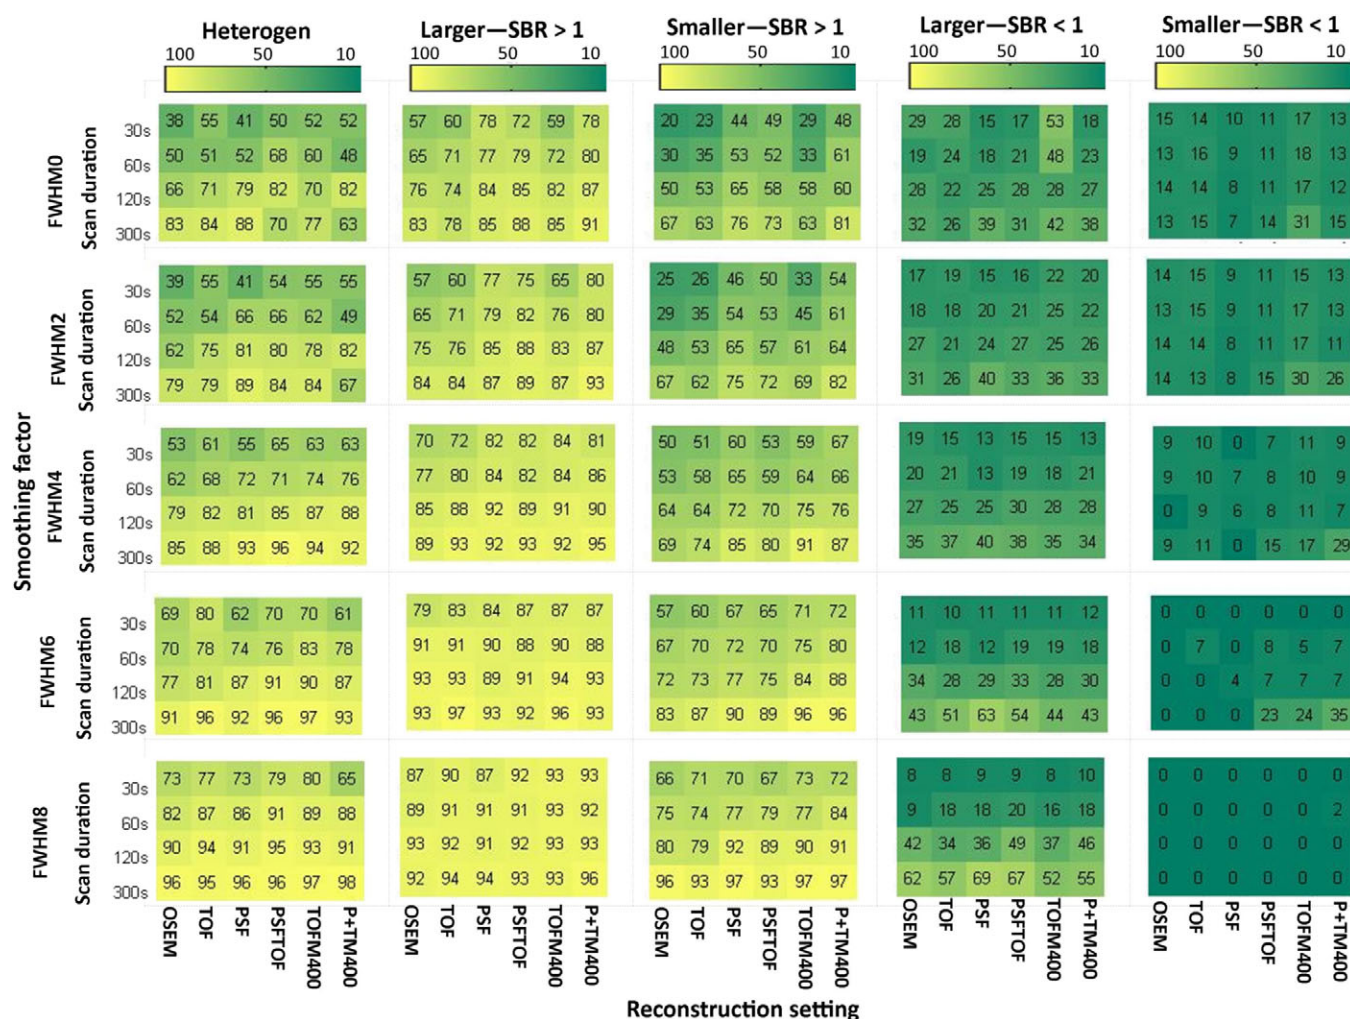 Heterogen Larger—SBR > 1 Smaller—SBR > 1 Larger—SBR < 1 Smaller—SBR < 1
100 50 10 100 50 10 100 50 10 100 50 10 100 50 10
Smoothing factor
FWHM0
Scan duration
30s 38 55 41 50 52 52 57 60 78 72 59 78 20 23 44 49 29 48 29 28 15 17 53 18 15 14 10 11 17 13
60s 50 51 52 68 60 48 65 71 77 79 72 80 30 35 53 52 33 61 19 24 18 21 48 23 13 16 9 11 18 13
120s 66 71 79 82 70 82 76 74 84 85 82 87 50 53 65 58 58 60 28 22 25 28 28 27 14 14 8 11 17 12
300s 83 84 88 70 77 63 83 78 85 88 85 91 67 63 76 73 63 81 32 26 39 31 42 38 13 15 7 14 31 15
FWHM2
Scan duration
30s 39 55 41 54 55 55 57 60 77 75 65 80 25 26 46 50 33 54 17 19 15 16 22 20 14 15 9 11 15 13
60s 52 54 66 66 62 49 65 71 79 82 76 80 29 35 54 53 45 61 18 18 20 21 25 22 13 15 9 11 17 13
120s 62 75 81 80 78 82 75 76 85 88 83 87 48 53 65 57 61 64 27 21 24 27 25 26 14 14 8 11 17 11
300s 79 79 89 84 84 67 84 84 87 89 87 93 67 62 75 72 69 82 31 26 40 33 36 33 14 13 8 15 30 26
FWHM4
Scan duration
30s 53 61 55 65 63 63 70 72 82 82 84 81 50 51 60 53 59 67 19 15 13 15 15 13 9 10 0 7 11 9
60s 62 68 72 71 74 76 77 80 84 82 84 86 53 58 65 59 64 66 20 21 13 19 18 21 9 10 7 8 10 9
120s 79 82 81 85 87 88 85 88 92 89 91 90 64 64 72 70 75 76 27 25 25 30 28 28 0 9 6 8 11 7
300s 85 88 93 96 94 92 89 93 92 93 92 95 69 74 85 80 91 87 35 37 40 38 35 34 9 11 0 15 17 29
FWHM6
Scan duration
30s 69 80 62 70 70 61 79 83 84 87 87 87 57 60 67 65 71 72 11 10 11 11 11 12 0 0 0 0 0 0
60s 70 78 74 76 83 78 91 91 90 88 90 88 67 70 72 70 75 80 12 18 12 19 19 18 0 7 0 8 5 7
120s 77 81 87 91 90 87 93 93 89 91 94 93 72 73 77 75 84 88 34 28 29 33 28 30 0 0 4 7 7 7
300s 91 96 92 96 97 93 93 97 93 92 96 93 83 87 90 89 96 96 43 51 63 54 44 43 0 0 0 23 24 35
FWHM8
Scan duration
30s 73 77 73 79 80 65 87 90 87 92 93 93 66 71 70 67 73 72 8 8 9 9 8 10 0 0 0 0 0 0
60s 82 87 86 91 89 88 89 91 91 91 93 92 75 74 77 79 77 84 9 18 18 20 16 18 0 0 0 0 0 2
120s 90 94 91 95 93 91 93 92 91 92 93 93 80 79 92 89 90 91 42 34 36 49 37 46 0 0 0 0 0 0
300s 96 95 96 96 97 98 92 94 94 93 93 96 96 93 97 93 97 97 62 57 69 67 52 55 0 0 0 0 0 0
OSEM TOF PSF PSFTOF TOFM400 P+TM400 OSEM TOF PSF PSFTOF TOFM400 P+TM400 OSEM TOF PSF PSFTOF TOFM400 P+TM400 OSEM TOF PSF PSFTOF TOFM400 P+TM400 OSEM TOF PSF PSFTOF TOFM400 P+TM400
Reconstruction setting